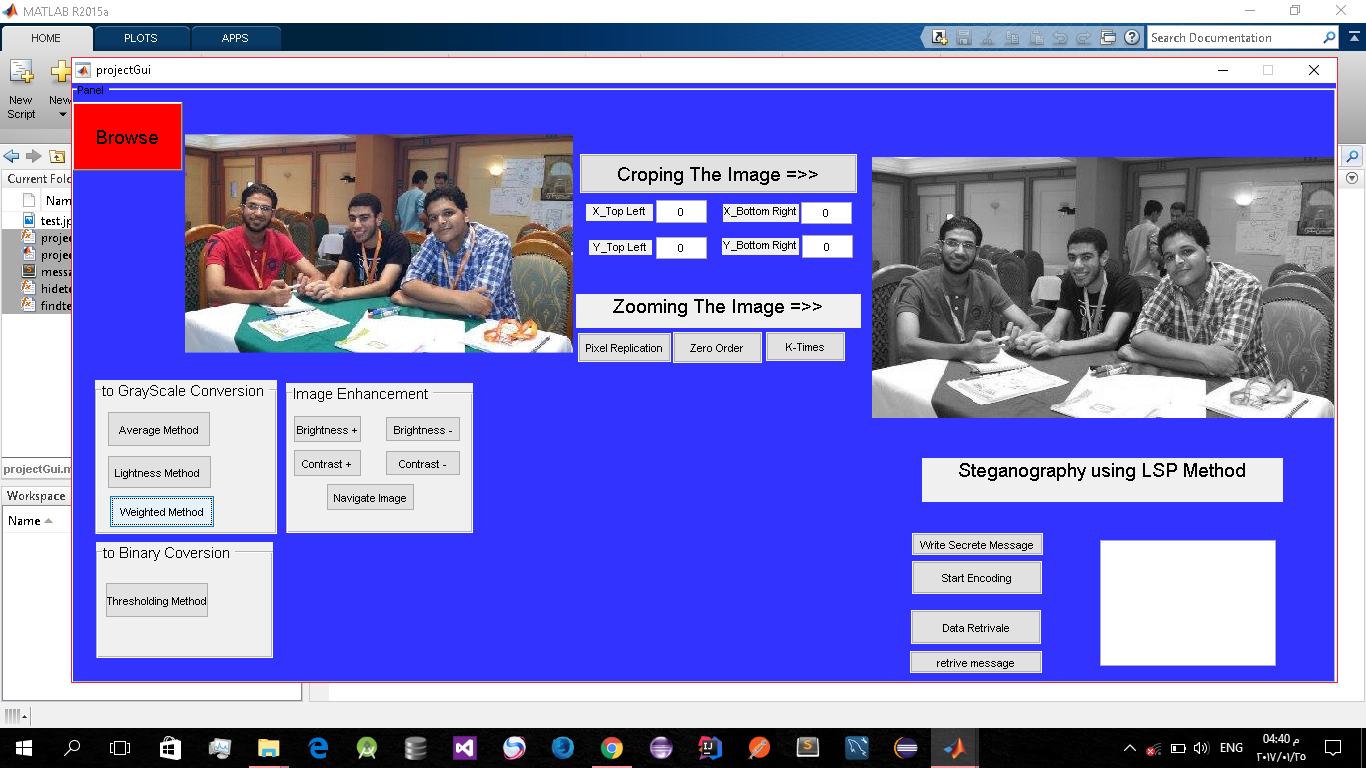 MATLAB R2015a
HOME
PLOTS
APPS
Search Documentation
New
Script
New
projectGui
Panel
Browse
Croping The Image =>>
X_Top Left
0
X_Bottom Right
0
Y_Top Left
0
Y_Bottom Right
0
Zooming The Image =>>
Pixel Replication
Zero Order
K-Times
Current Fold
Nam
test.jp
projec
projec
messa
hidete
findte
projectGui.m
Workspace
Name
to GrayScale Conversion
Average Method
Lightness Method
Weighted Method
Image Enhancement
Brightness +
Brightness -
Contrast +
Contrast -
Navigate Image
to Binary Coversion
Thresholding Method
Steganography using LSP Method
Write Secrete Message
Start Encoding
Data Retrivale
retrive message
ENG
04:40 م
٢٠١٧/٠١/٢٥